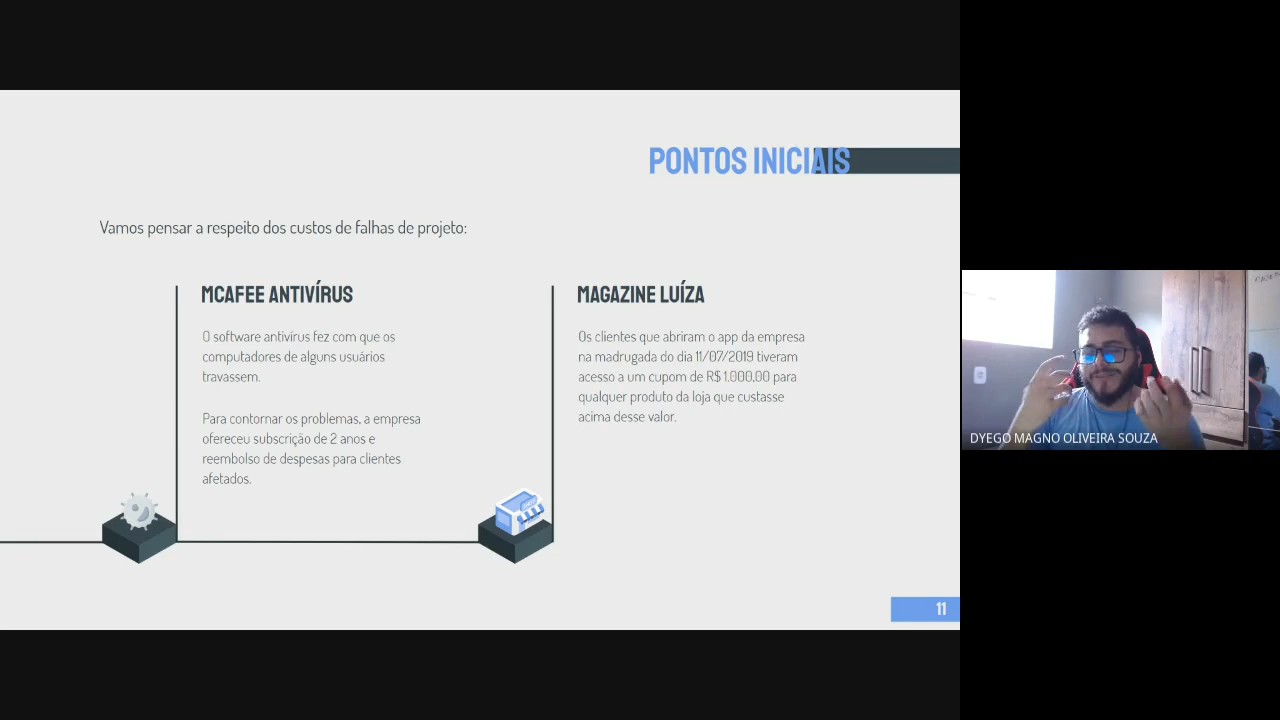 PONTOS INICIAIS
Vamos pensar a respeito dos custos de falhas de projeto:
MCAFEE ANTIVÍRUS
O software antivírus fez com que os
computadores de alguns usuários
travassem.
Para contornar os problemas, a empresa
ofereceu subscrição de 2 anos e
reembolso de despesas para clientes
afetados.
MAGAZINE LUÍZA
Os clientes que abriram o app da empresa
na madrugada do dia 11/07/2019 tiveram
acesso a um cupom de R$ 1.000,00 para
qualquer produto da loja que custasse
acima desse valor.
11
DYEGO MAGNO OLIVEIRA SOUZA